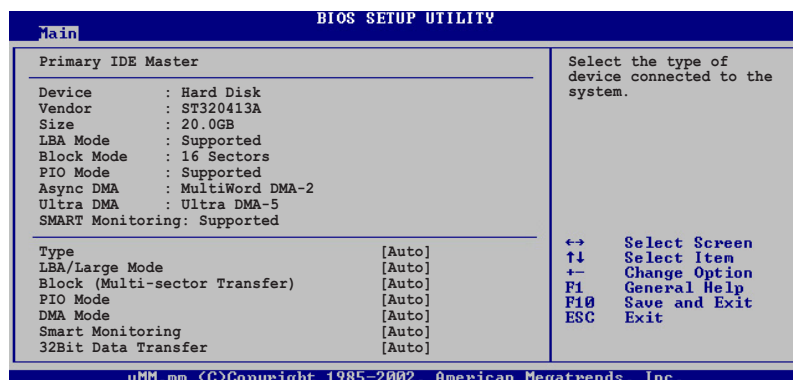 BIOS SETUP UTILITY
Main
Primary IDE Master
Device : Hard Disk
Vendor : ST320413A
Size : 20.0GB
LBA Mode : Supported
Block Mode : 16 Sectors
PIO Mode : Supported
Async DMA : MultiWord DMA-2
Ultra DMA : Ultra DMA-5
SMART Monitoring: Supported
Type [Auto]
LBA/Large Mode [Auto]
Block (Multi-sector Transfer) [Auto]
PIO Mode [Auto]
DMA Mode [Auto]
Smart Monitoring [Auto]
32Bit Data Transfer [Auto]
Select the type of
device connected to the
system.
←→ Select Screen
↑↓ Select Item
+- Change Option
F1 General Help
F10 Save and Exit
ESC Exit
(C)Copyright 1985-2002, American Megatrends, Inc